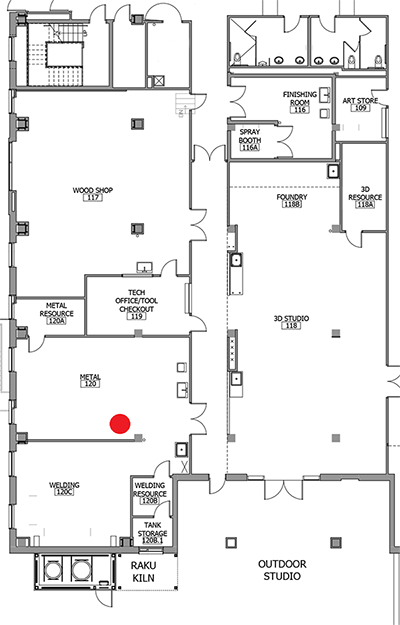 FINISHING
ROOM
116
ART STORE
109
SPRAY
BOOTH
116A
WOOD SHOP
117
FOUNDRY
118B
3D
RESOURCE
118A
TECH
OFFICE/TOOL
CHECKOUT
119
METAL
RESOURCE
120A
3D STUDIO
118
METAL
120
WELDING
120C
WELDING
RESOURCE
120B
TANK
STORAGE
120B.1
RAKU
KILN
OUTDOOR
STUDIO